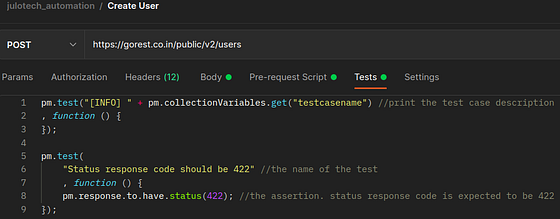 julotech_automation / Create User
POST https://gorest.co.in/public/v2/users
Params Authorization Headers (12) Body Pre-request Script Tests Settings
1 pm.test("[INFO] " + pm.collectionVariables.get("testcasename") //print the test case description
2 , function () {
3 });
4
5 pm.test(
6 "Status response code should be 422" //the name of the test
7 , function () {
8 pm.response.to.have.status(422); //the assertion. status response code is expected to be 422
9 });